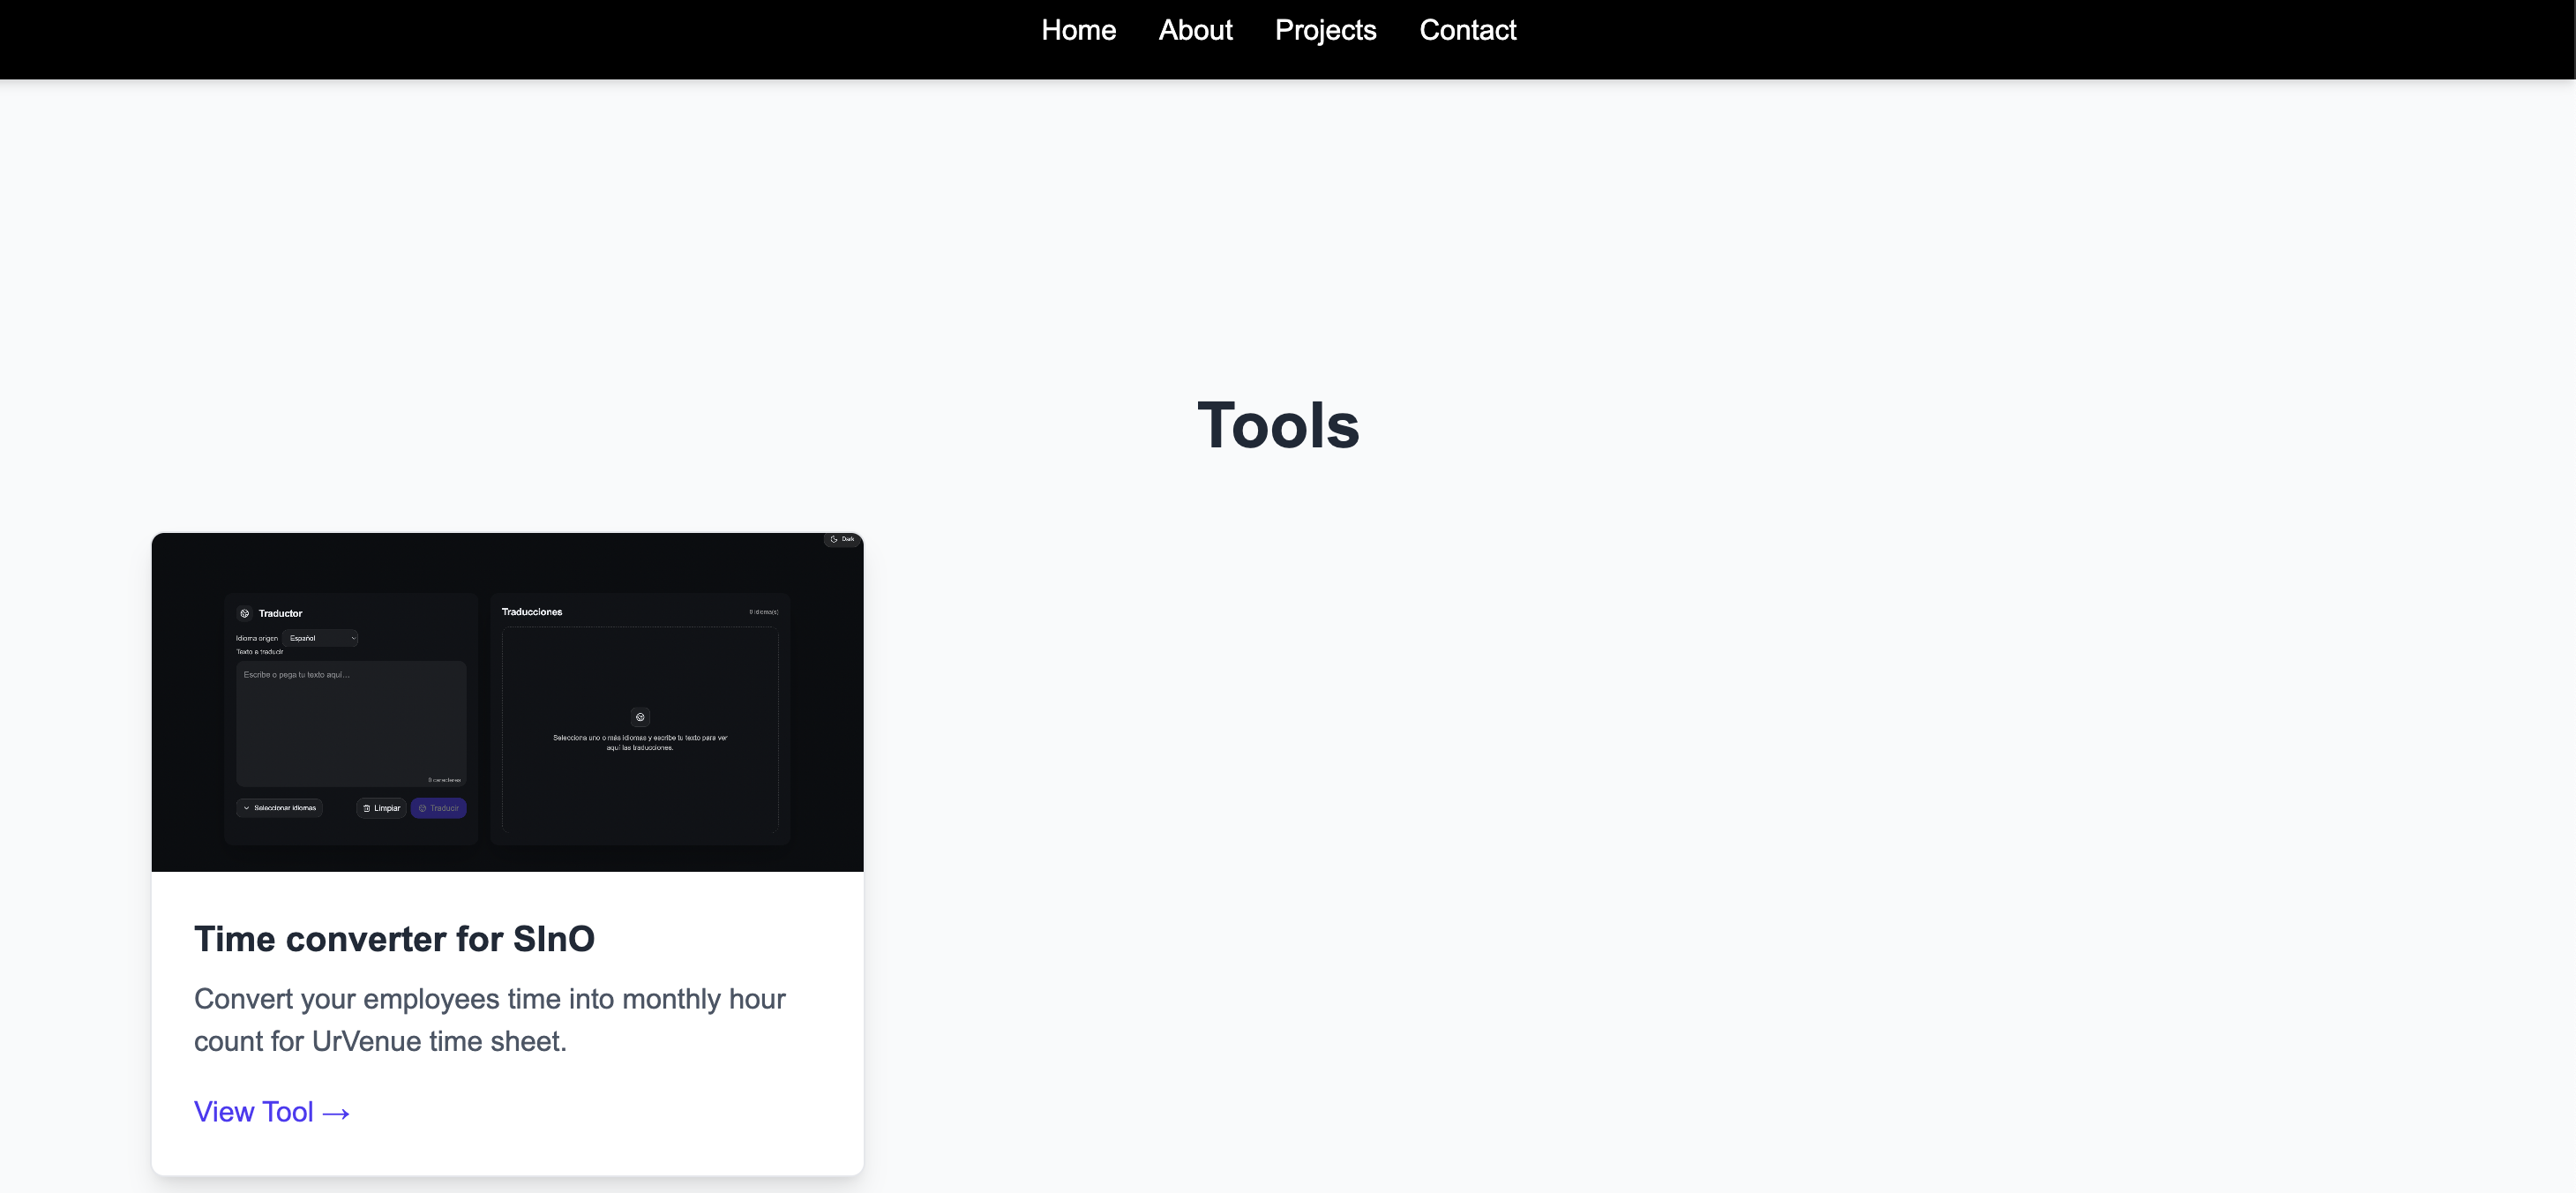 Home About Projects Contact
Tools
Dark
Traductor
Idioma origen Español
Texto a traducir
Escribe o pega tu texto aquí...
0 caracteres
Seleccionar idiomas Limpiar Traducir
Traducciones 0 idioma(s)
Selecciona uno o más idiomas y escribe tu texto para ver
aquí las traducciones.
Time converter for SInO
Convert your employees time into monthly hour
count for UrVenue time sheet.
View Tool →